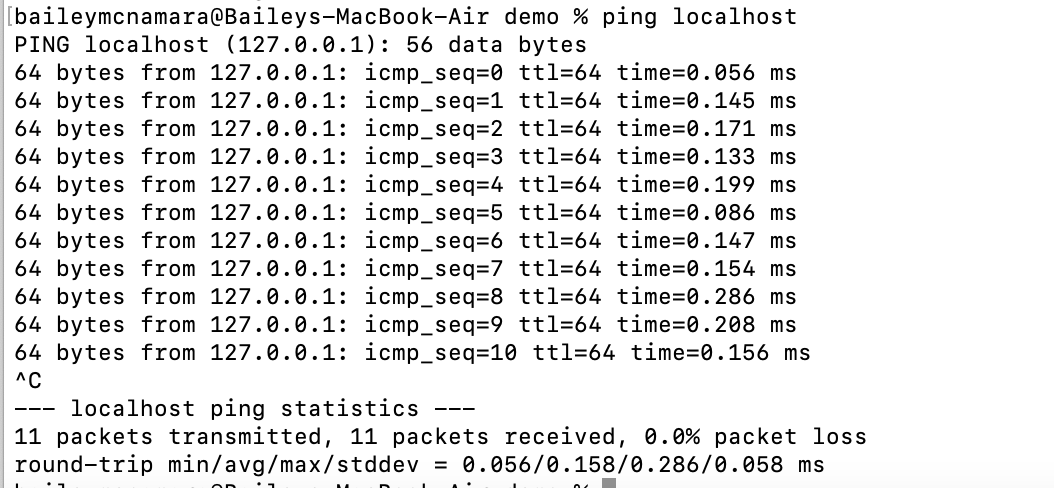 [baileymcnamara@Baileys-MacBook-Air demo % ping localhost
PING localhost (127.0.0.1): 56 data bytes
64 bytes from 127.0.0.1: icmp_seq=0 ttl=64 time=0.056 ms
64 bytes from 127.0.0.1: icmp_seq=1 ttl=64 time=0.145 ms
64 bytes from 127.0.0.1: icmp_seq=2 ttl=64 time=0.171 ms
64 bytes from 127.0.0.1: icmp_seq=3 ttl=64 time=0.133 ms
64 bytes from 127.0.0.1: icmp_seq=4 ttl=64 time=0.199 ms
64 bytes from 127.0.0.1: icmp_seq=5 ttl=64 time=0.086 ms
64 bytes from 127.0.0.1: icmp_seq=6 ttl=64 time=0.147 ms
64 bytes from 127.0.0.1: icmp_seq=7 ttl=64 time=0.154 ms
64 bytes from 127.0.0.1: icmp_seq=8 ttl=64 time=0.286 ms
64 bytes from 127.0.0.1: icmp_seq=9 ttl=64 time=0.208 ms
64 bytes from 127.0.0.1: icmp_seq=10 ttl=64 time=0.156 ms
^C
--- localhost ping statistics ---
11 packets transmitted, 11 packets received, 0.0% packet loss
round-trip min/avg/max/stddev = 0.056/0.158/0.286/0.058 ms
baileymcnamara@Baileys-MacBook-Air demo %